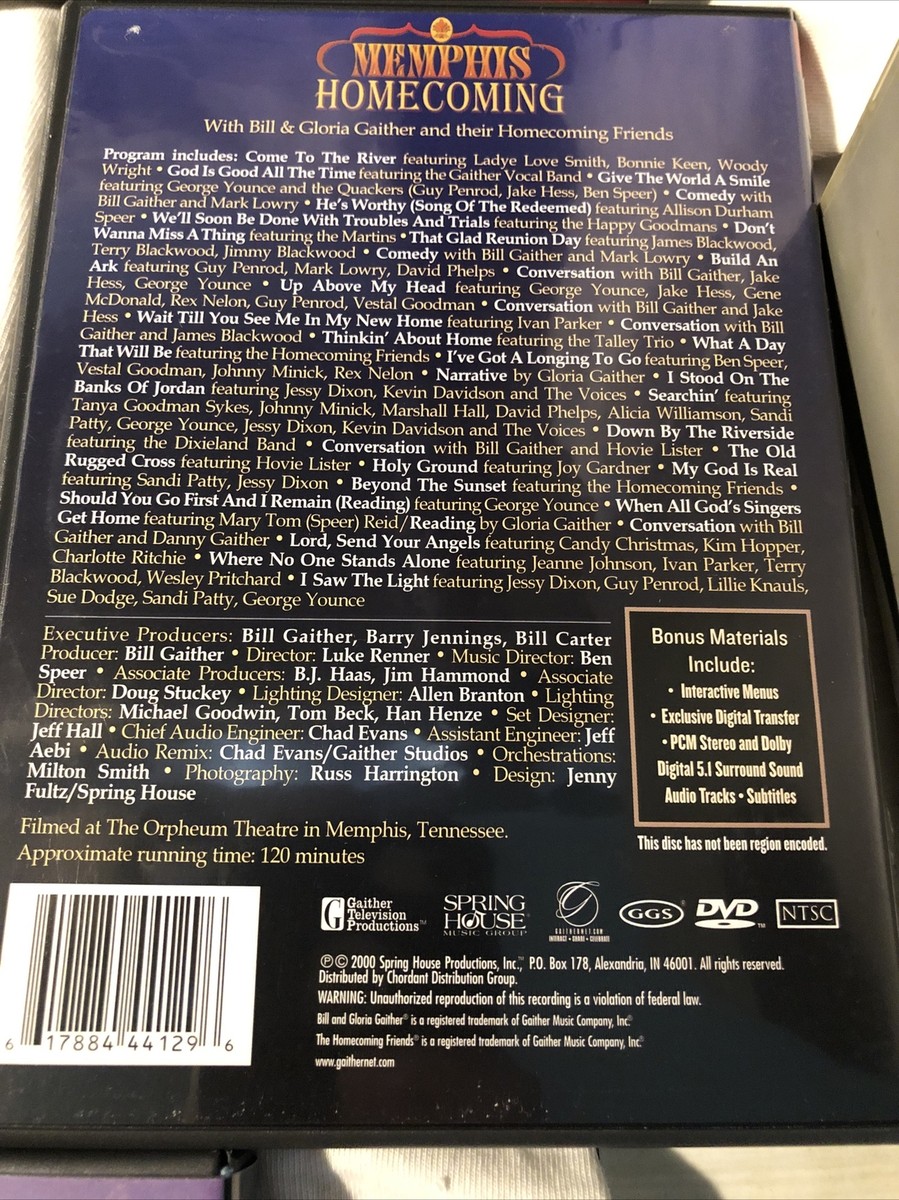 MEMPHIS
HOMECOMING
With Bill & Gloria Gaither and their Homecoming Friends
Program includes: Come To The River featuring Ladye Love Smith, Bonnie Keen, Woody
Wright • God Is Good All The Time featuring the Gaither Vocal Band • Give The World A Smile
featuring George Younce and the Quackers (Guy Penrod, Jake Hess, Ben Speer) • Comedy with
Bill Gaither and Mark Lowry • He's Worthy (Song Of The Redeemed) featuring Allison Durham
Speer • We'll Soon Be Done With Troubles And Trials featuring the Happy Goodmans • Don't
Wanna Miss A Thing featuring the Martins • That Glad Reunion Day featuring James Blackwood,
Terry Blackwood, Jimmy Blackwood • Comedy with Bill Gaither and Mark Lowry • Build An
Ark featuring Guy Penrod, Mark Lowry, David Phelps • Conversation with Bill Gaither, Jake
Hess, George Younce • Up Above My Head featuring George Younce, Jake Hess, Gene
McDonald, Rex Nelon, Guy Penrod, Vestal Goodman • Conversation with Bill Gaither and Jake
Hess • Wait Till You See Me In My New Home featuring Ivan Parker • Conversation with Bill
Gaither and James Blackwood • Thinkin' About Home featuring the Talley Trio • What A Day
That Will Be featuring the Homecoming Friends • I've Got A Longing To Go featuring Ben Speer,
Vestal Goodman, Johnny Minick, Rex Nelon • Narrative by Gloria Gaither • I Stood On The
Banks Of Jordan featuring Jessy Dixon, Kevin Davidson and The Voices • Searchin' featuring
Tanya Goodman Sykes, Johnny Minick, Marshall Hall, David Phelps, Alicia Williamson, Sandi
Patty, George Younce, Jessy Dixon, Kevin Davidson and The Voices • Down By The Riverside
featuring the Dixieland Band • Conversation with Bill Gaither and Hovie Lister • The Old
Rugged Cross featuring Hovie Lister • Holy Ground featuring Joy Gardner • My God Is Real
featuring Sandi Patty, Jessy Dixon • Beyond The Sunset featuring the Homecoming Friends •
Should You Go First And I Remain (Reading) featuring George Younce • When All God's Singers
Get Home featuring Mary Tom (Speer) Reid/Reading by Gloria Gaither • Conversation with Bill
Gaither and Danny Gaither • Lord, Send Your Angels featuring Candy Christmas, Kim Hopper,
Charlotte Ritchie • Where No One Stands Alone featuring Jeanne Johnson, Ivan Parker, Terry
Blackwood, Wesley Pritchard • I Saw The Light featuring Jessy Dixon, Guy Penrod, Lillie Knauls,
Sue Dodge, Sandi Patty, George Younce
Executive Producers: Bill Gaither, Barry Jennings, Bill Carter
Producer: Bill Gaither • Director: Luke Renner • Music Director: Ben
Speer • Associate Producers: B.J. Haas, Jim Hammond • Associate
Director: Doug Stuckey • Lighting Designer: Allen Branton • Lighting
Directors: Michael Goodwin, Tom Beck, Han Henze • Set Designer:
Jeff Hall • Chief Audio Engineer: Chad Evans • Assistant Engineer: Jeff
Aebi • Audio Remix: Chad Evans/Gaither Studios • Orchestrations:
Milton Smith • Photography: Russ Harrington • Design: Jenny
Fultz/Spring House
Bonus Materials
Include:
• Interactive Menus
• Exclusive Digital Transfer
• PCM Stereo and Dolby
Digital 5.1 Surround Sound
Audio Tracks • Subtitles
Filmed at The Orpheum Theatre in Memphis, Tennessee.
Approximate running time: 120 minutes
This disc has not been region encoded.
Gaither
Television
Productions™
SPRING
HOUSE
MUSIC GROUP
GAITHERNET.COM
INTERACT • SHARE • CELEBRATE
GGS
DVD™
NTSC
6 17884 44129 6
℗© 2000 Spring House Productions, Inc.™, P.O. Box 178, Alexandria, IN 46001. All rights reserved.
Distributed by Chordant Distribution Group.
WARNING: Unauthorized reproduction of this recording is a violation of federal law.
Bill and Gloria Gaither® is a registered trademark of Gaither Music Company, Inc.
The Homecoming Friends® is a registered trademark of Gaither Music Company, Inc.
www.gaithernet.com